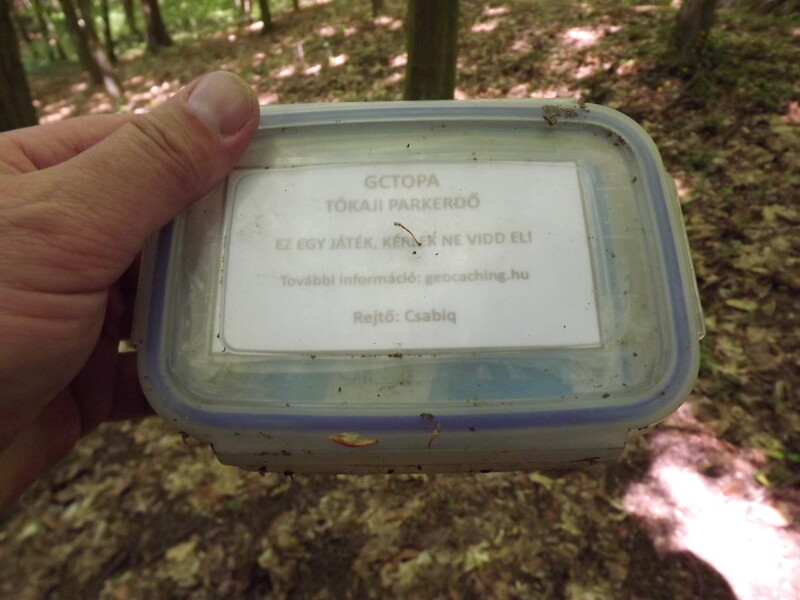 GCTOPA
TÓKAJI PARKERDŐ
EZ EGY JÁTÉK, KÉRLEK NE VIDD EL!
További információ: geocaching.hu
Rejtő: Csabiq